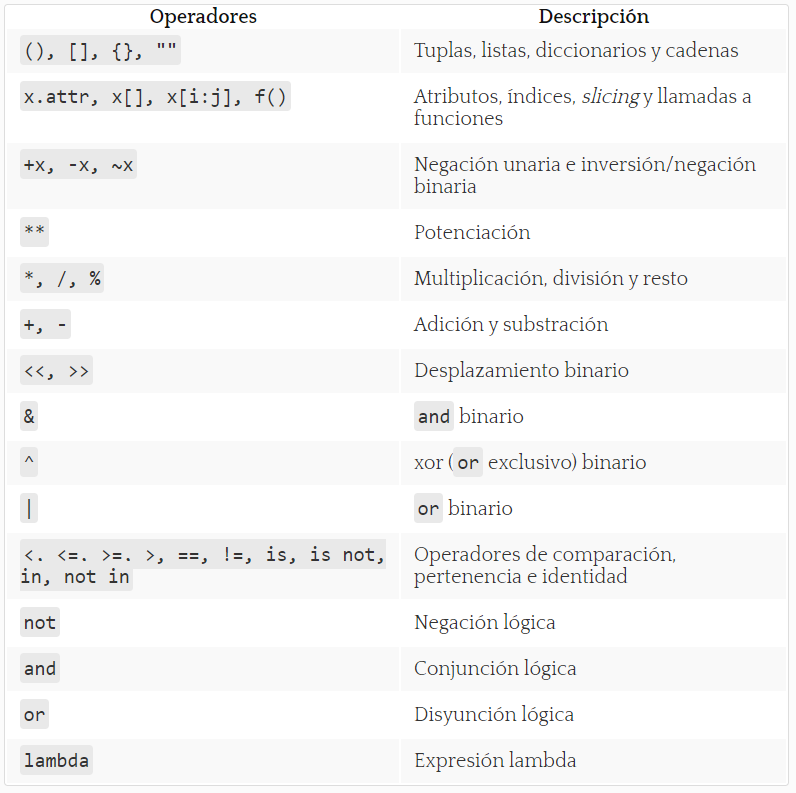 Operadores Descripción
(), [], {}, "" Tuplas, listas, diccionarios y cadenas
x.attr, x[], x[i:j], f() Atributos, índices, slicing y llamadas a
funciones
+x, -x, ~x Negación unaria e inversión/negación
binaria
** Potenciación
*, /, % Multiplicación, división y resto
+, - Adición y substración
<<, >> Desplazamiento binario
& and binario
^ xor (or exclusivo) binario
| or binario
<. <=. >=. >, ==, !=, is, is not, Operadores de comparación,
in, not in pertenencia e identidad
not Negación lógica
and Conjunción lógica
or Disyunción lógica
lambda Expresión lambda